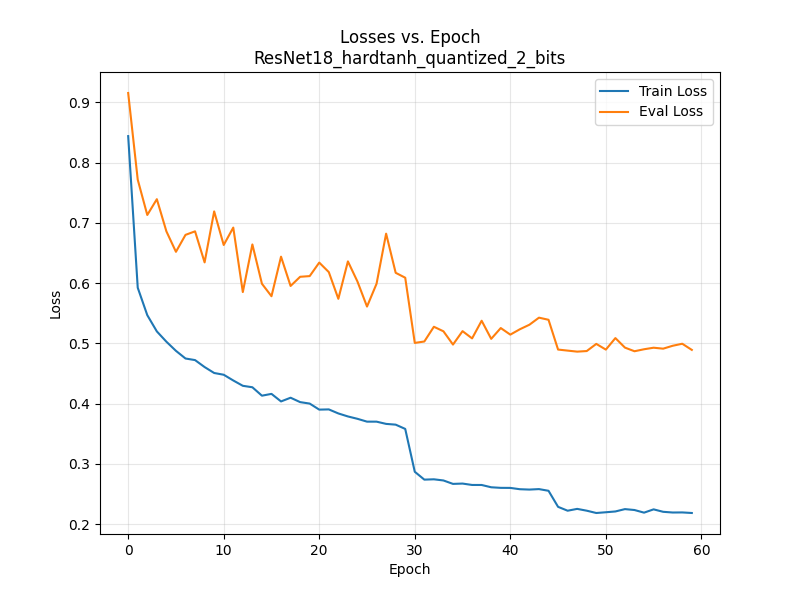 Losses vs. Epoch
ResNet18_hardtanh_quantized_2_bits
Train Loss
Eval Loss
0.9
0.8
0.7
0.6
0.5
0.4
0.3
0.2
Loss
0 10 20 30 40 50 60
Epoch